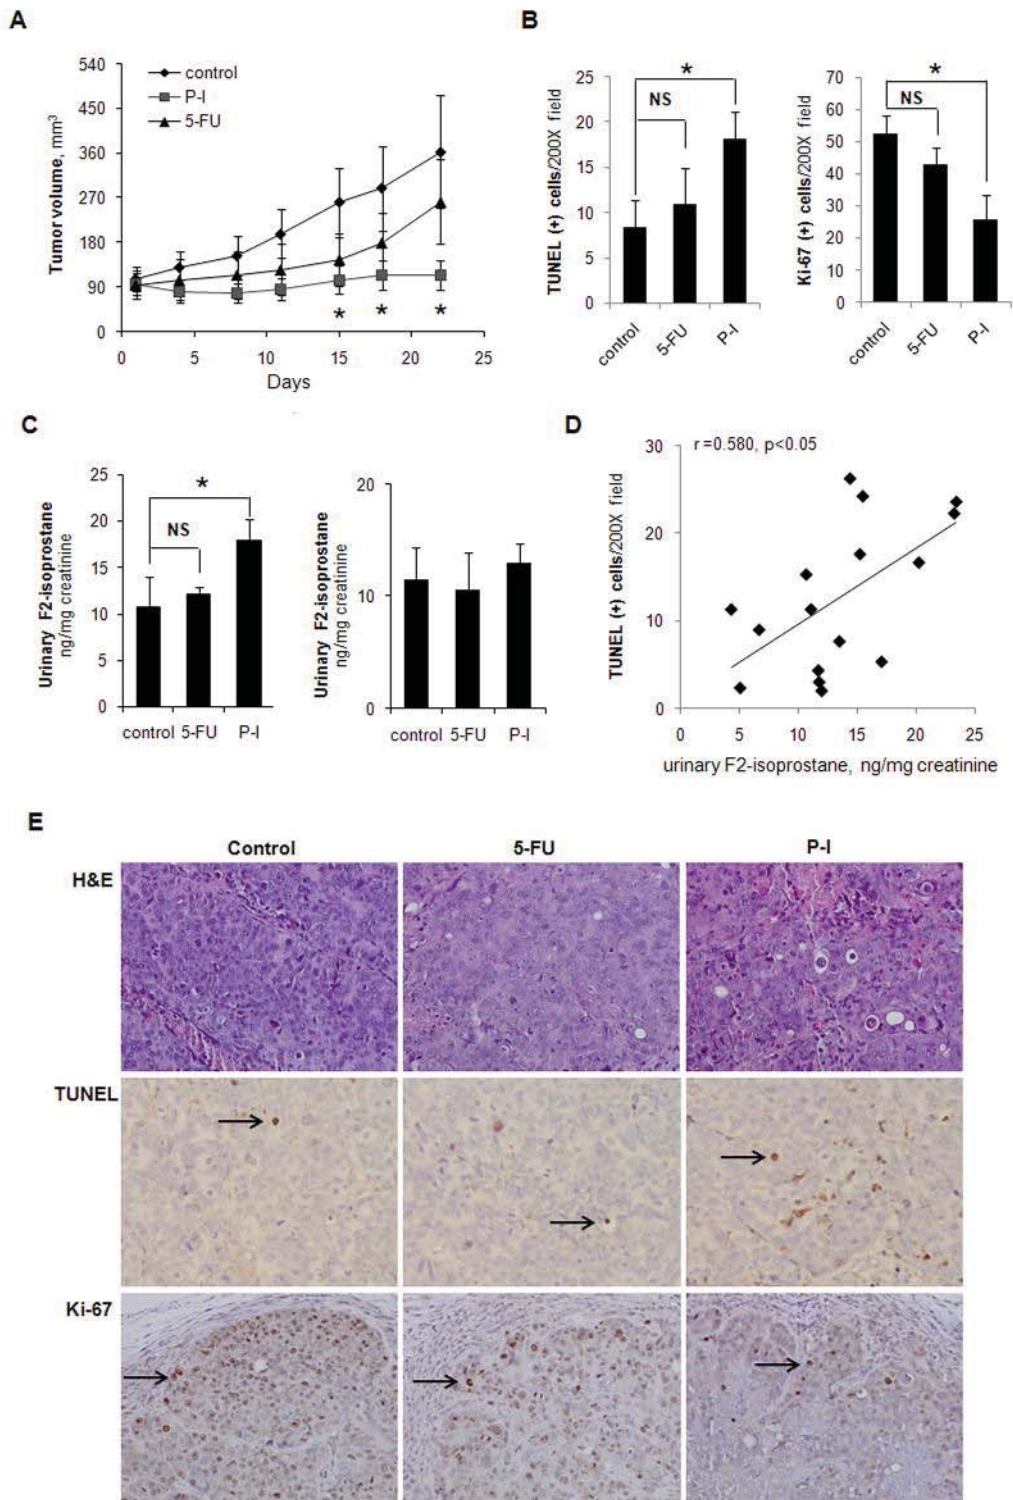 A
540
450
360
270
180
90
0
Tumor volume, mm³
control
P-I
5-FU
*
*
*
0 5 10 15 20 25
Days
B
25
20
15
10
5
0
TUNEL (+) cells/200X field
NS
*
control 5-FU P-I
70
60
50
40
30
20
10
0
Ki-67 (+) cells/200X field
NS
*
control 5-FU P-I
C
25
20
15
10
5
0
Urinary F2-isoprostane
ng/mg creatinine
NS
*
control 5-FU P-I
20
10
0
Urinary F2-isoprostane
ng/mg creatinine
control 5-FU P-I
D
30
20
10
0
TUNEL (+) cells/200X field
r=0.580, p<0.05
0 5 10 15 20 25
urinary F2-isoprostane, ng/mg creatinine
E
Control 5-FU P-I
H&E
TUNEL
Ki-67